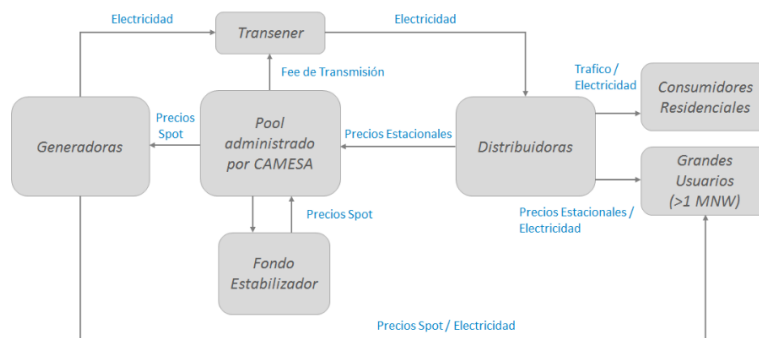 Electricidad
Transener
Electricidad
Fee de Transmisión
Trafico /
Electricidad
Consumidores
Residenciales
Generadoras
Precios
Spot
Pool
administrado
por CAMESA
Precios Estacionales
Distribuidoras
Grandes
Usuarios
(>1 MNW)
Precios Spot
Precios Estacionales /
Electricidad
Fondo
Estabilizador
Precios Spot / Electricidad